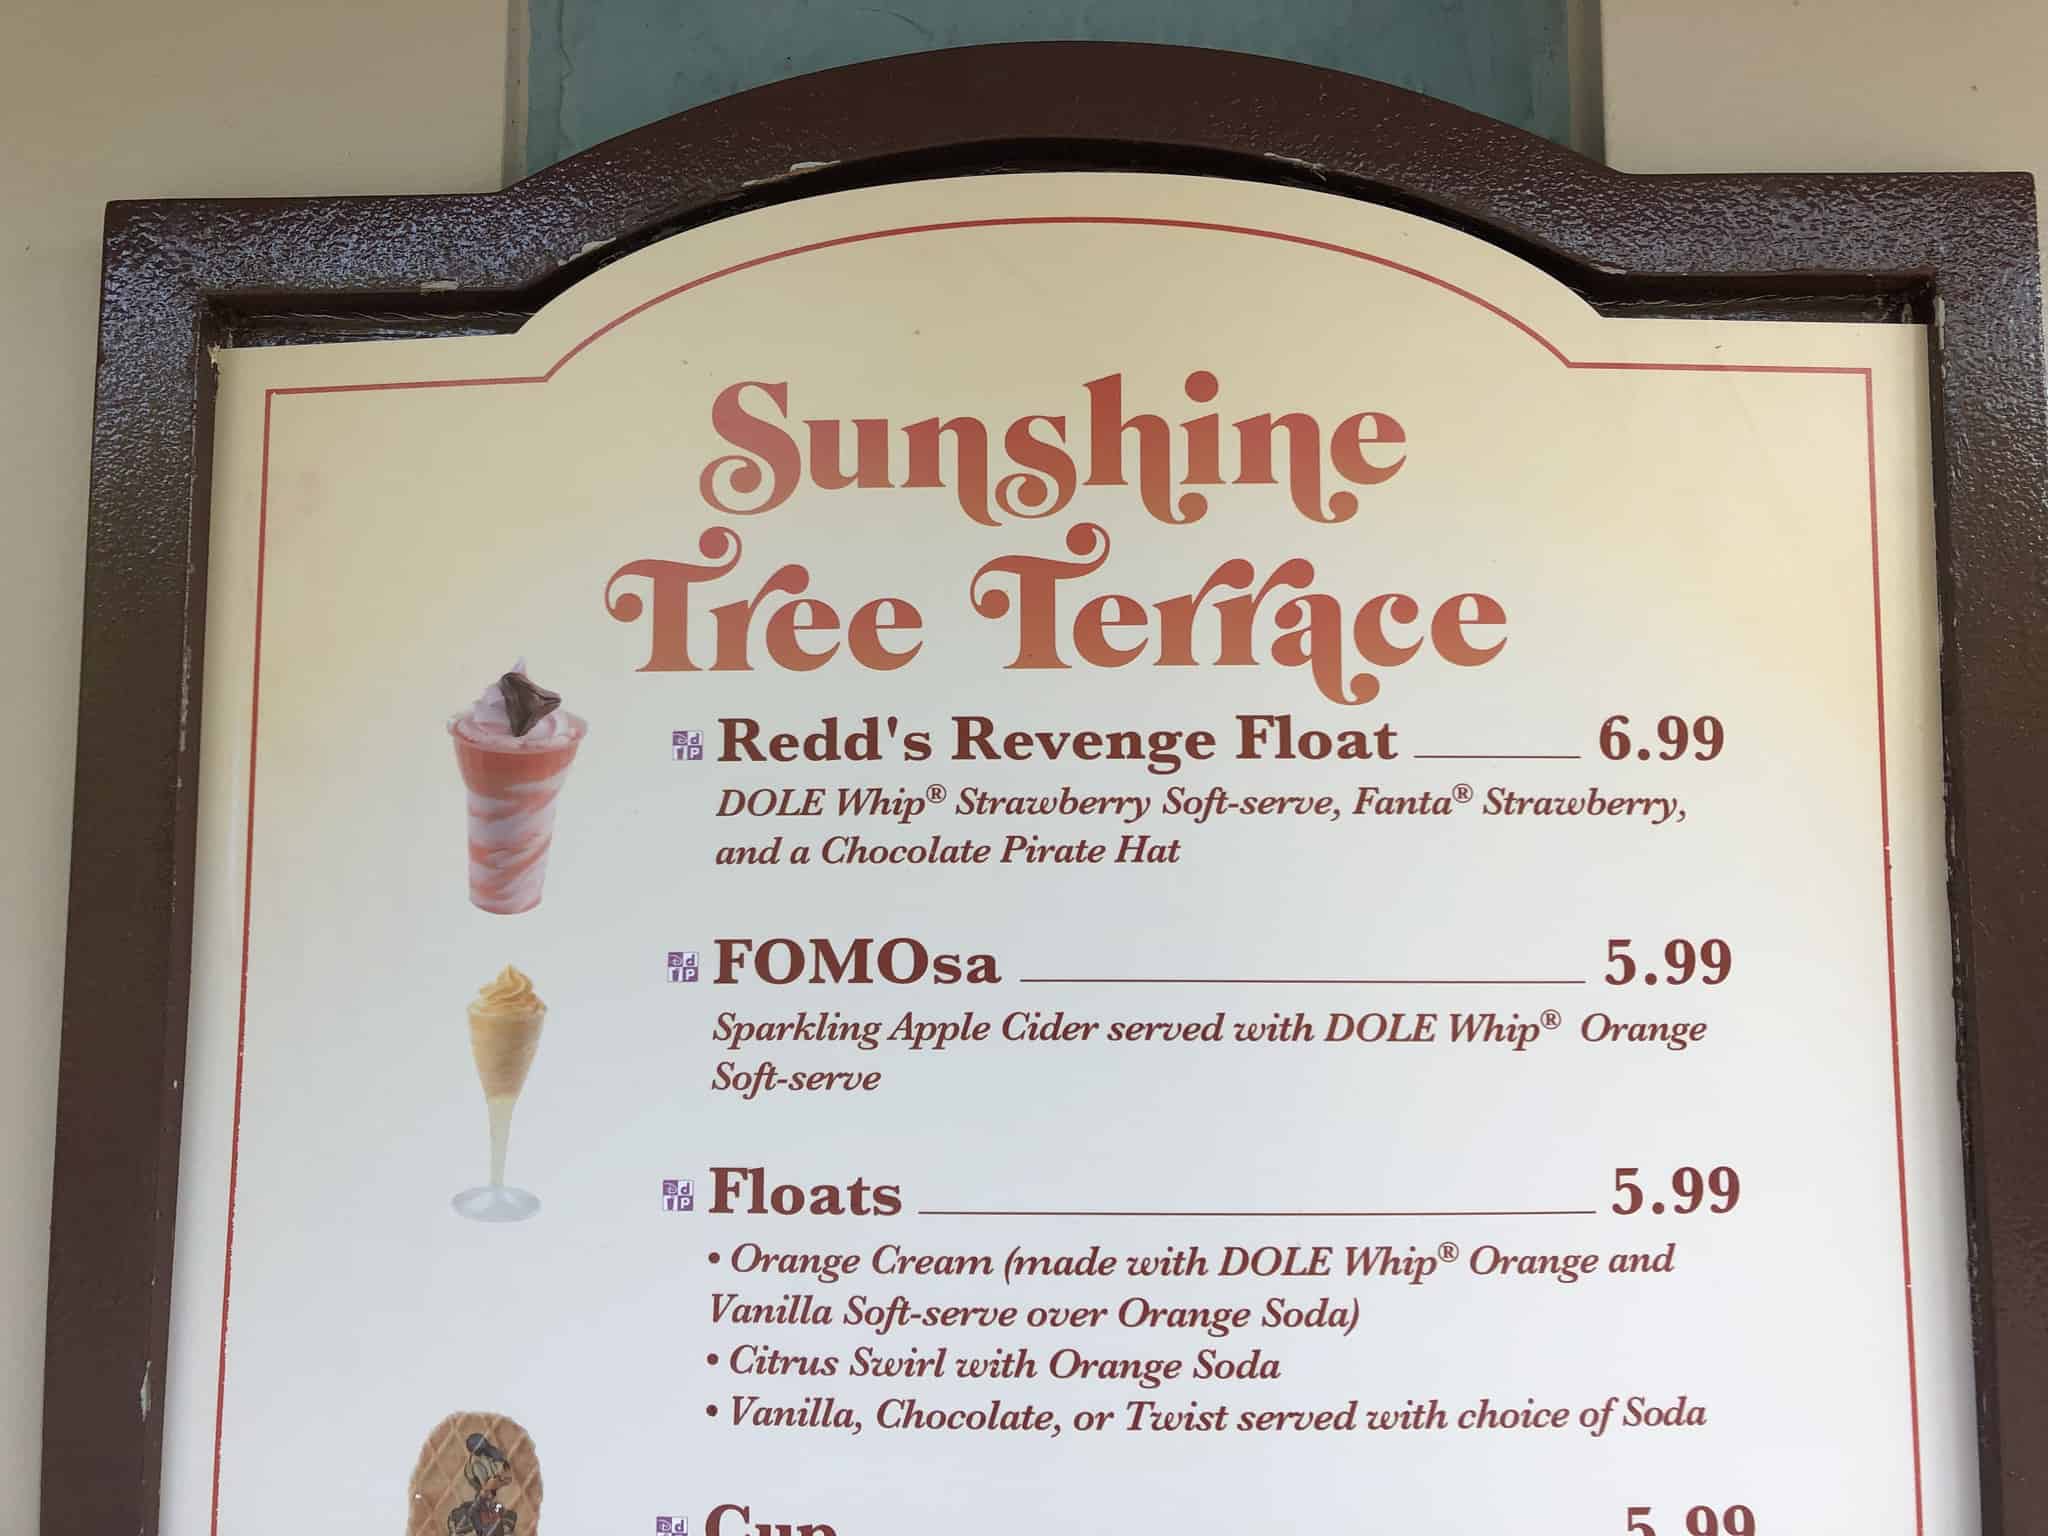 Sunshine
Tree Terrace
Redd's Revenge Float 6.99
DOLE Whip® Strawberry Soft-serve, Fanta® Strawberry,
and a Chocolate Pirate Hat
FOMOsa 5.99
Sparkling Apple Cider served with DOLE Whip® Orange
Soft-serve
Floats 5.99
• Orange Cream (made with DOLE Whip® Orange and
Vanilla Soft-serve over Orange Soda)
• Citrus Swirl with Orange Soda
• Vanilla, Chocolate, or Twist served with choice of Soda
Cup 5.99